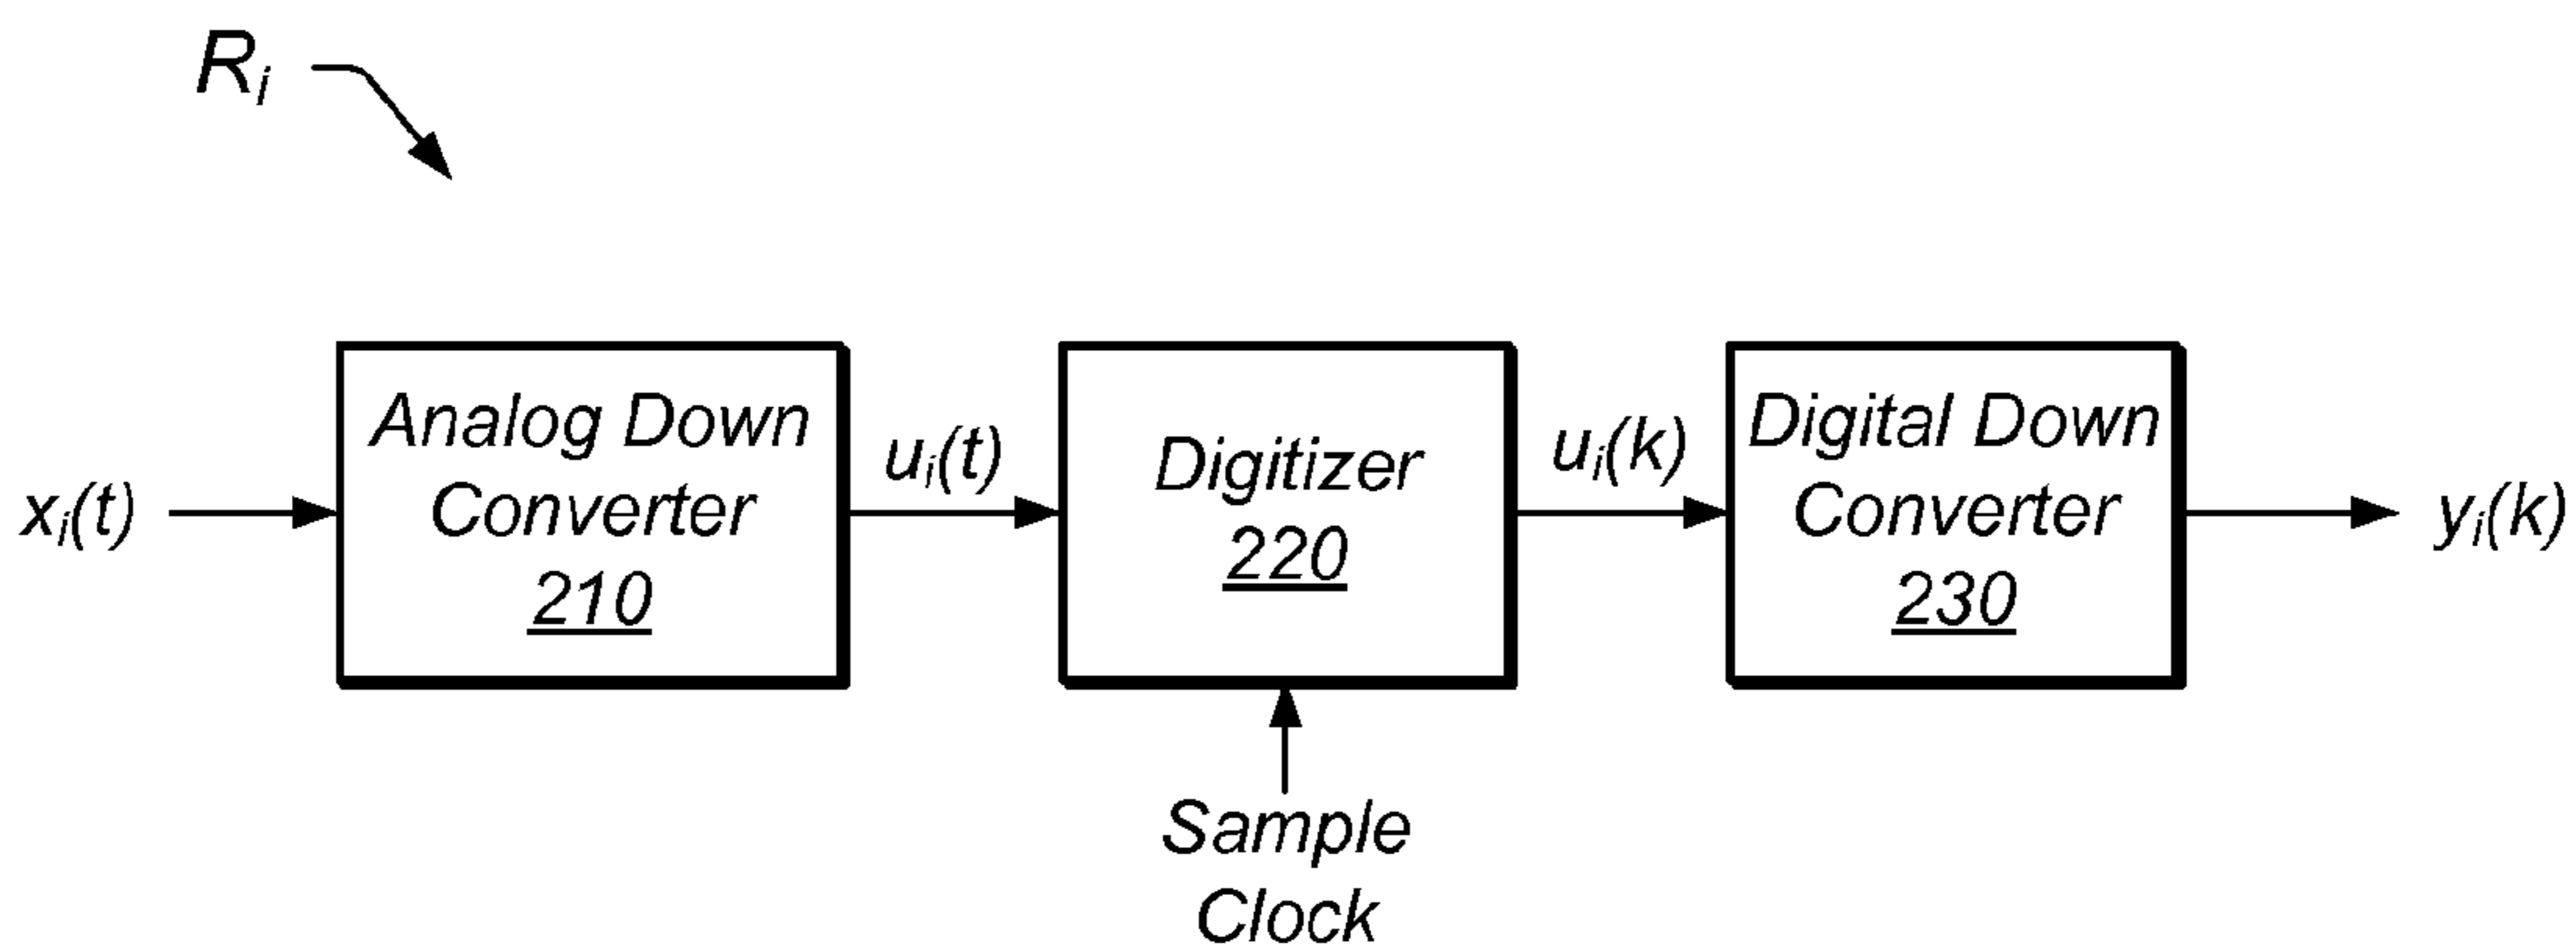 Rᵢ
Analog Down
Converter
210
Digitizer
220
Digital Down
Converter
230
xᵢ(t)
uᵢ(t)
uᵢ(k)
yᵢ(k)
Sample
Clock